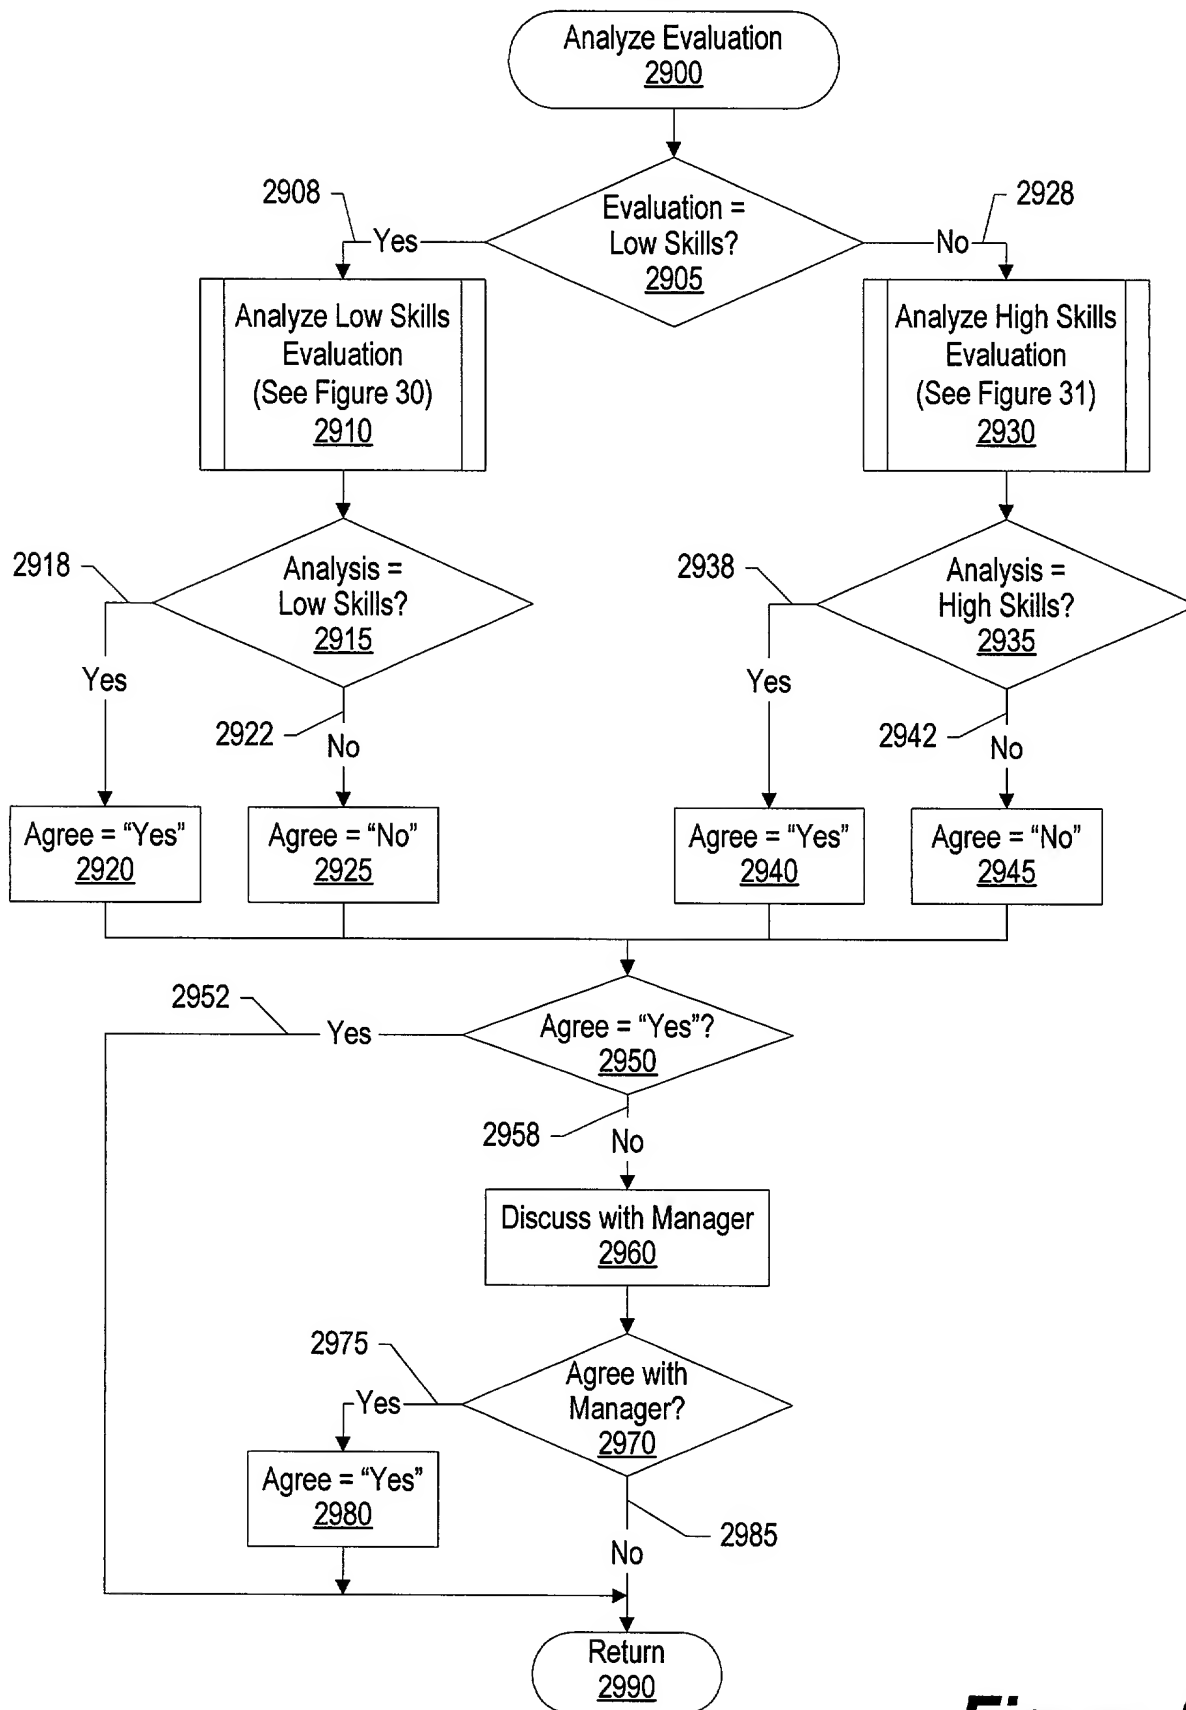 Analyze Evaluation
2900
2908
Yes
Evaluation =
Low Skills?
2905
No
2928
Analyze Low Skills
Evaluation
(See Figure 30)
2910
Analyze High Skills
Evaluation
(See Figure 31)
2930
2918
Analysis =
Low Skills?
2915
Yes
2922
No
2938
Analysis =
High Skills?
2935
Yes
2942
No
Agree = “Yes”
2920
Agree = “No”
2925
Agree = “Yes”
2940
Agree = “No”
2945
2952
Yes
Agree = “Yes”?
2950
2958
No
Discuss with Manager
2960
2975
Yes
Agree with
Manager?
2970
Agree = “Yes”
2980
2985
No
Return
2990